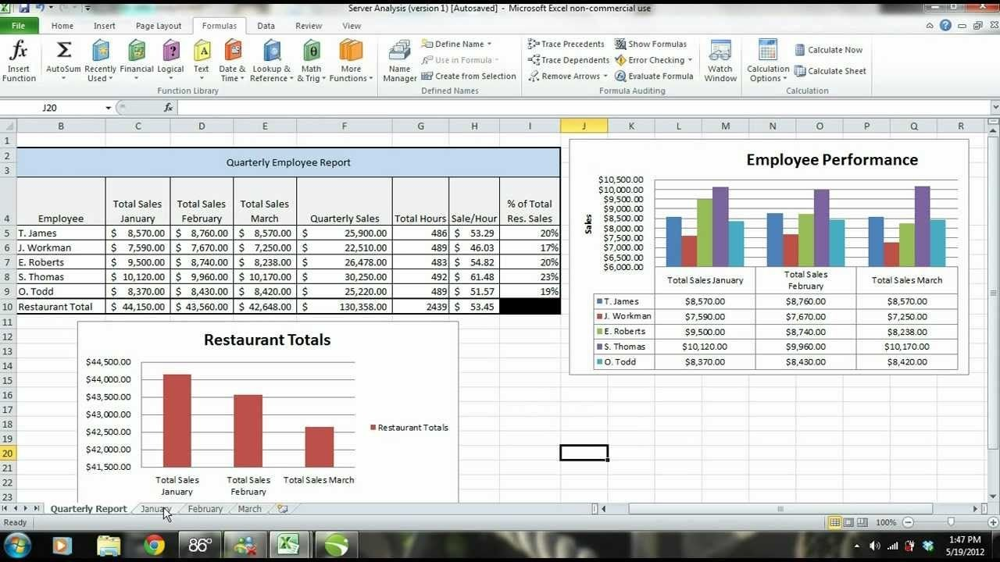 Server Analysis (version 1) [Autosaved] - Microsoft Excel non-commercial use
File Home Insert Page Layout Formulas Data Review View
fx Insert Function
Σ AutoSum
Recently Used
Financial
Logical
Text
Date & Time
Lookup & Reference
Math & Trig
More Functions
Function Library
Name Manager
Define Name
Use in Formula
Create from Selection
Defined Names
Trace Precedents
Trace Dependents
Remove Arrows
Show Formulas
Error Checking
Evaluate Formula
Formula Auditing
Watch Window
Calculation Options
Calculate Now
Calculate Sheet
Calculation
J20 fx
B C D E F G H I J K L M N O P Q R
1
2
3
Quarterly Employee Report
4 Employee Total Sales January Total Sales February Total Sales March Quarterly Sales Total Hours Sale/Hour % of Total Res. Sales
5 T. James $ 8,570.00 $ 8,760.00 $ 8,570.00 $ 25,900.00 486 $ 53.29 20%
6 J. Workman $ 7,590.00 $ 7,670.00 $ 7,250.00 $ 22,510.00 489 $ 46.03 17%
7 E. Roberts $ 9,500.00 $ 8,740.00 $ 8,238.00 $ 26,478.00 483 $ 54.82 20%
8 S. Thomas $ 10,120.00 $ 9,960.00 $ 10,170.00 $ 30,250.00 492 $ 61.48 23%
9 O. Todd $ 8,370.00 $ 8,430.00 $ 8,420.00 $ 25,220.00 489 $ 51.57 19%
10 Restaurant Total $ 44,150.00 $ 43,560.00 $ 42,648.00 $ 130,358.00 2439 $ 53.45
11
12
13
14
15
16
17
18
19
20
21
22
23
Employee Performance
Sales
$10,500.00
$10,000.00
$9,500.00
$9,000.00
$8,500.00
$8,000.00
$7,500.00
$7,000.00
$6,500.00
$6,000.00
Total Sales January Total Sales February Total Sales March
T. James $8,570.00 $8,760.00 $8,570.00
J. Workman $7,590.00 $7,670.00 $7,250.00
E. Roberts $9,500.00 $8,740.00 $8,238.00
S. Thomas $10,120.00 $9,960.00 $10,170.00
O. Todd $8,370.00 $8,430.00 $8,420.00
Restaurant Totals
$44,500.00
$44,000.00
$43,500.00
$43,000.00
$42,500.00
$42,000.00
$41,500.00
Restaurant Totals
Total Sales January
Total Sales February
Total Sales March
Quarterly Report January February March
Ready 100%
86°
1:47 PM
5/19/2012